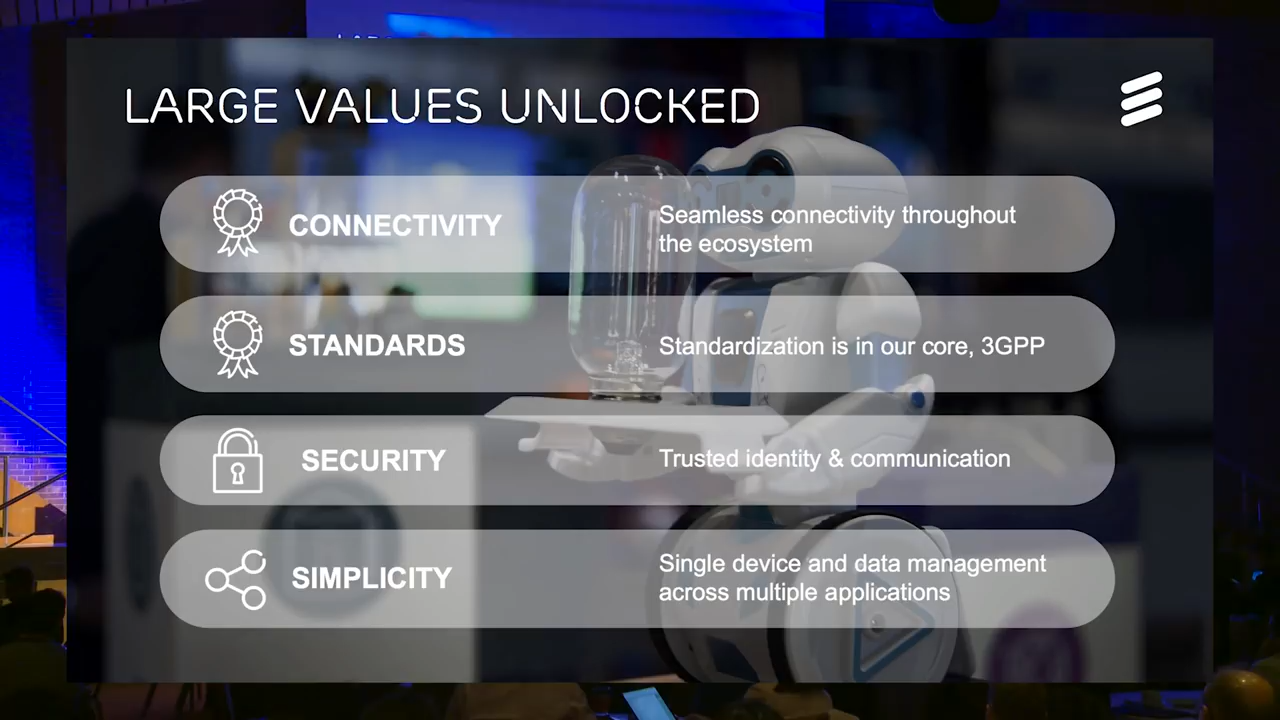 LARGE VALUES UNLOCKED
CONNECTIVITY
Seamless connectivity throughout
the ecosystem
STANDARDS
Standardization is in our core, 3GPP
SECURITY
Trusted identity & communication
SIMPLICITY
Single device and data management
across multiple applications